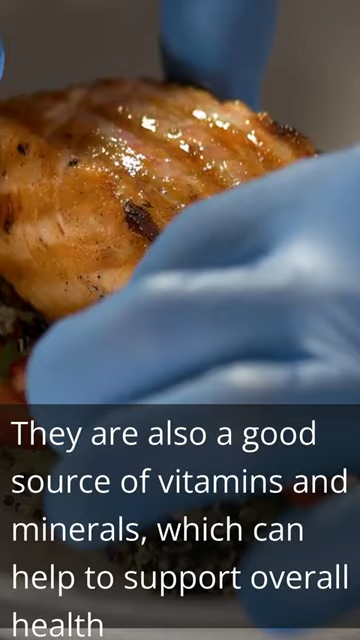 They are also a good
source of vitamins and
minerals, which can
help to support overall
health